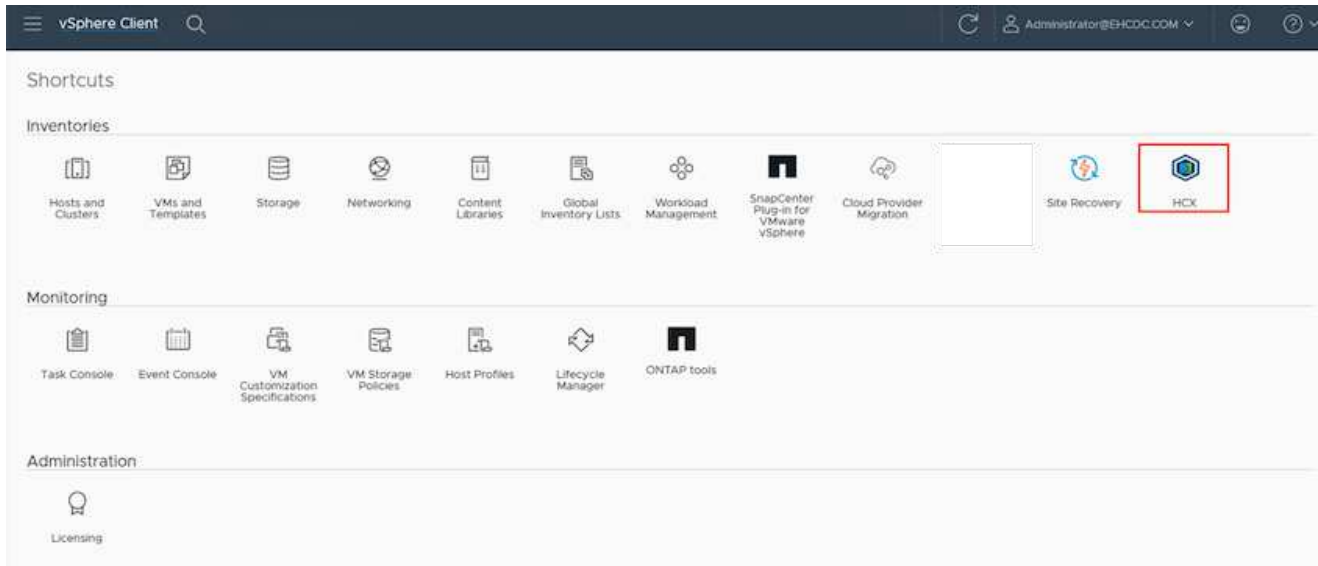 vSphere Client
Administrator@EHCDC.COM
Shortcuts
Inventories
Hosts and
Clusters
VMs and
Templates
Storage
Networking
Content
Libraries
Global
Inventory Lists
Workload
Management
SnapCenter
Plug-in for
VMware
vSphere
Cloud Provider
Migration
Site Recovery
HCX
Monitoring
Task Console
Event Console
VM
Customization
Specifications
VM Storage
Policies
Host Profiles
Lifecycle
Manager
ONTAP tools
Administration
Licensing